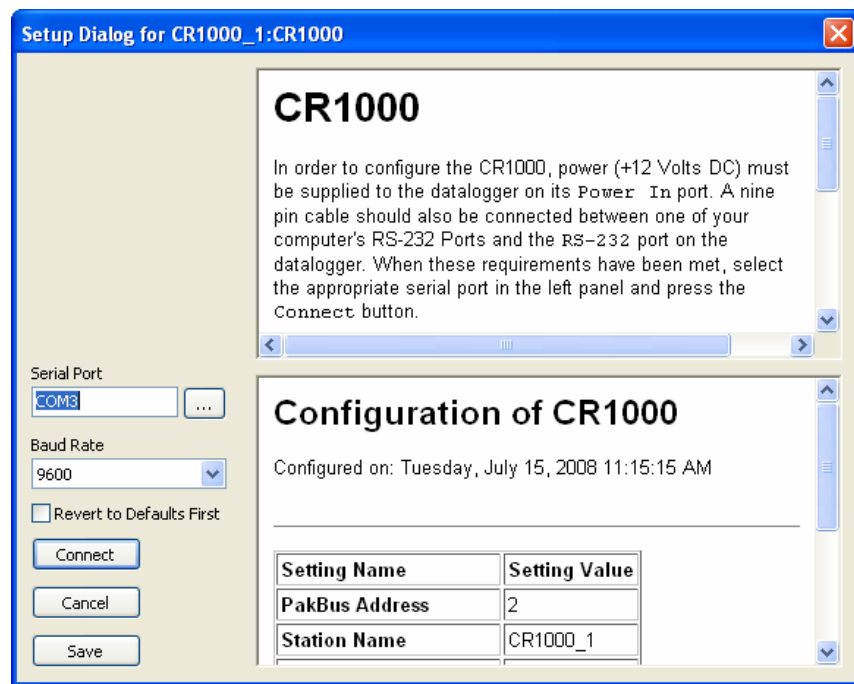 Setup Dialog for CR1000_1:CR1000
CR1000
In order to configure the CR1000, power (+12 Volts DC) must
be supplied to the datalogger on its Power In port. A nine
pin cable should also be connected between one of your
computer's RS-232 Ports and the RS-232 port on the
datalogger. When these requirements have been met, select
the appropriate serial port in the left panel and press the
Connect button.
Serial Port
COM3
...
Baud Rate
9600
Revert to Defaults First
Connect
Cancel
Save
Configuration of CR1000
Configured on: Tuesday, July 15, 2008 11:15:15 AM
Setting Name Setting Value
PakBus Address 2
Station Name CR1000_1